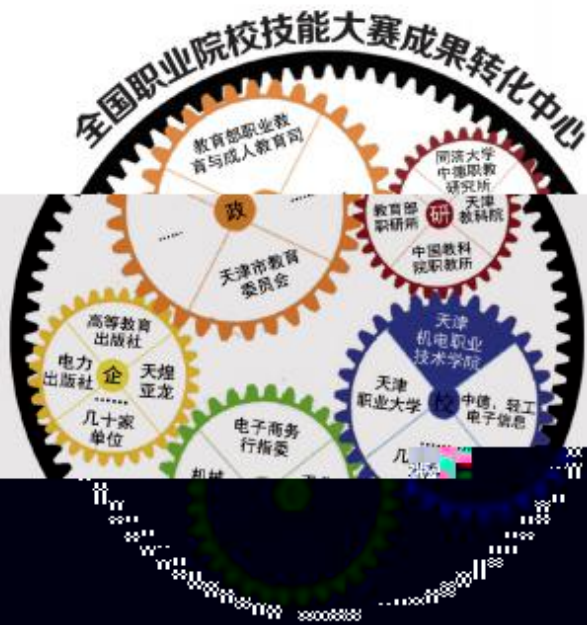 全国职业院校技能大赛成果转化中心
教育部职业教
育与成人教育司
政
……
……
天津市教育
委员会
同济大学
中德职教
研究所
教育部
职研所
研
天津
教科院
中国教科
院职教所
高等教育
出版社
电力
出版社
企
天煌
亚龙
……
几十家
单位
天津
机电职业
技术学院
天津
职业大学
校
中德，轻工
电子信息
……
几
电子商务
行指委
机械